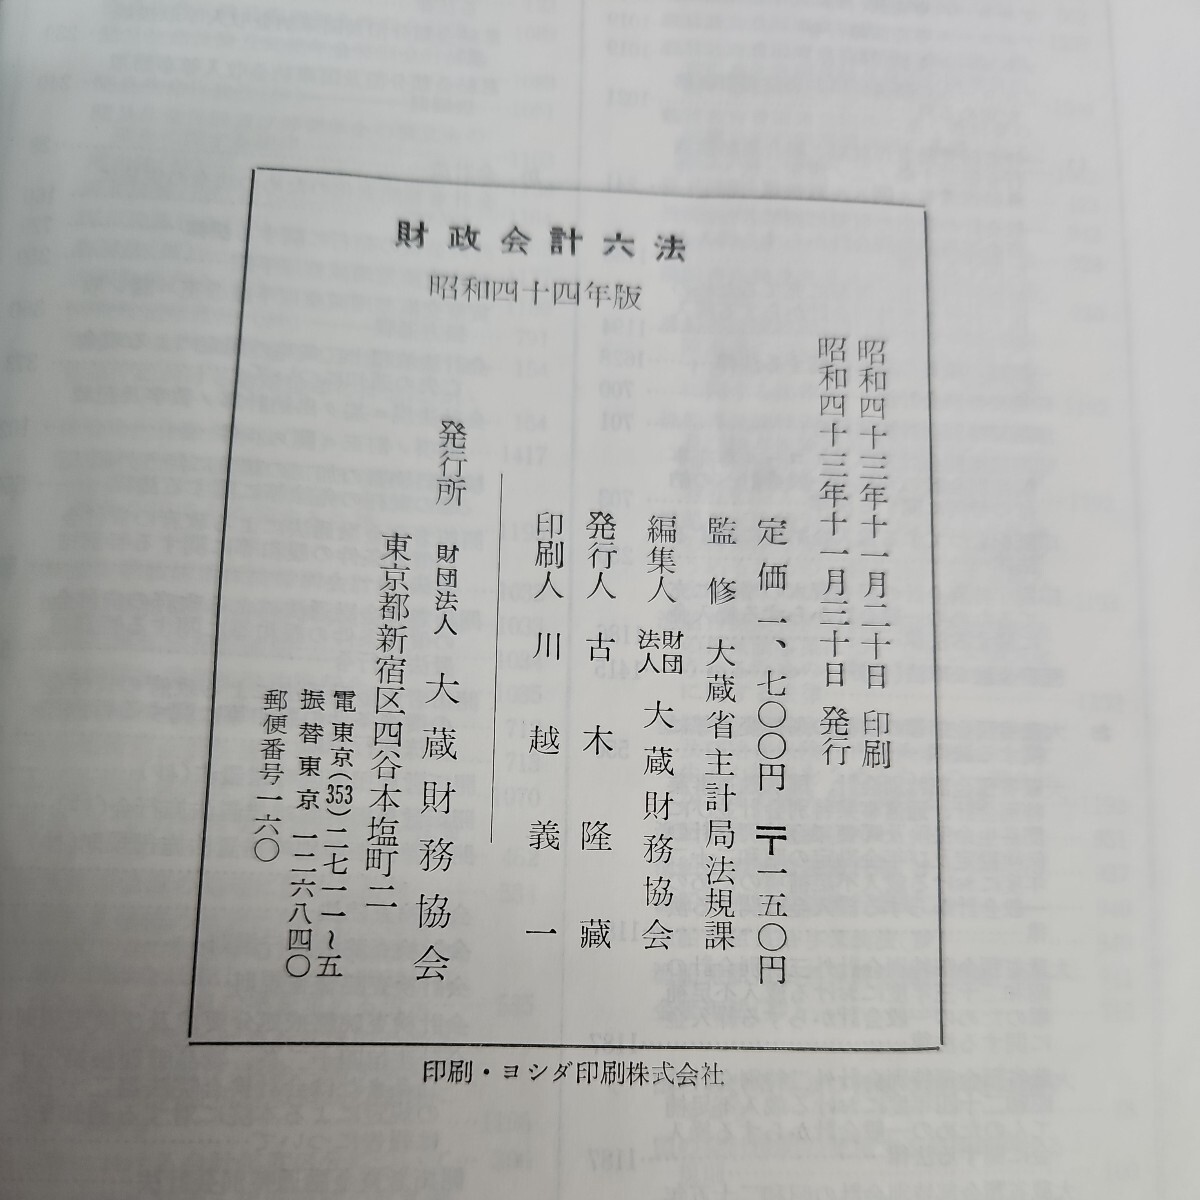 財政会計六法
昭和四十四年版
昭和四十三年十一月二十日 印刷
昭和四十三年十一月三十日 発行
定価一、七〇〇円 〒一五〇円
監修 大蔵省主計局法規課
編集人 財団法人 大蔵財務協会
発行人 古木隆藏
印刷人 川越義一
発行所 財団法人 大蔵財務協会
東京都新宿区四谷本塩町二
電東京(353)二七一一~五
振替東京 一二六八四〇
郵便番号一六〇
印刷・ヨシダ印刷株式会社